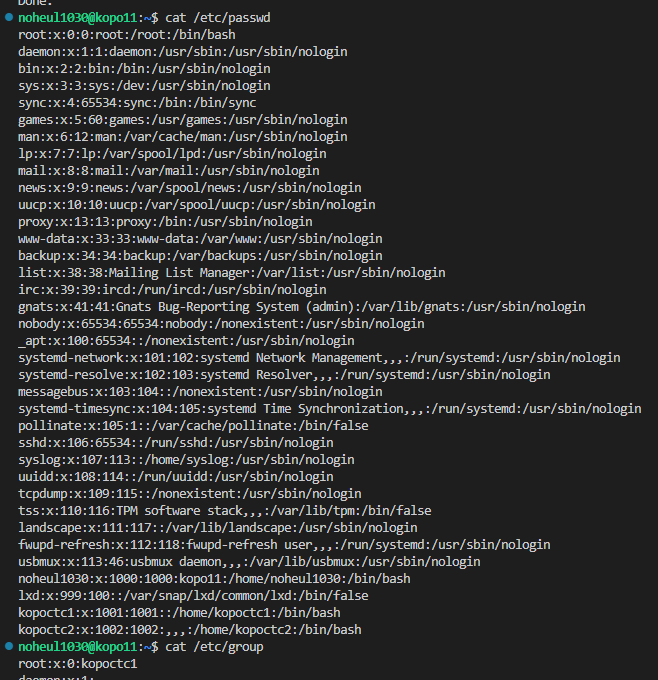 Done.
noheul1030@kopo11:~$ cat /etc/passwd
root:x:0:0:root:/root:/bin/bash
daemon:x:1:1:daemon:/usr/sbin:/usr/sbin/nologin
bin:x:2:2:bin:/bin:/usr/sbin/nologin
sys:x:3:3:sys:/dev:/usr/sbin/nologin
sync:x:4:65534:sync:/bin:/bin/sync
games:x:5:60:games:/usr/games:/usr/sbin/nologin
man:x:6:12:man:/var/cache/man:/usr/sbin/nologin
lp:x:7:7:lp:/var/spool/lpd:/usr/sbin/nologin
mail:x:8:8:mail:/var/mail:/usr/sbin/nologin
news:x:9:9:news:/var/spool/news:/usr/sbin/nologin
uucp:x:10:10:uucp:/var/spool/uucp:/usr/sbin/nologin
proxy:x:13:13:proxy:/bin:/usr/sbin/nologin
www-data:x:33:33:www-data:/var/www:/usr/sbin/nologin
backup:x:34:34:backup:/var/backups:/usr/sbin/nologin
list:x:38:38:Mailing List Manager:/var/list:/usr/sbin/nologin
irc:x:39:39:ircd:/run/ircd:/usr/sbin/nologin
gnats:x:41:41:Gnats Bug-Reporting System (admin):/var/lib/gnats:/usr/sbin/nologin
nobody:x:65534:65534:nobody:/nonexistent:/usr/sbin/nologin
_apt:x:100:65534::/nonexistent:/usr/sbin/nologin
systemd-network:x:101:102:systemd Network Management,,,:/run/systemd:/usr/sbin/nologin
systemd-resolve:x:102:103:systemd Resolver,,,:/run/systemd:/usr/sbin/nologin
messagebus:x:103:104::/nonexistent:/usr/sbin/nologin
systemd-timesync:x:104:105:systemd Time Synchronization,,,:/run/systemd:/usr/sbin/nologin
pollinate:x:105:1::/var/cache/pollinate:/bin/false
sshd:x:106:65534::/run/sshd:/usr/sbin/nologin
syslog:x:107:113::/home/syslog:/usr/sbin/nologin
uuidd:x:108:114::/run/uuidd:/usr/sbin/nologin
tcpdump:x:109:115::/nonexistent:/usr/sbin/nologin
tss:x:110:116:TPM software stack,,,:/var/lib/tpm:/bin/false
landscape:x:111:117::/var/lib/landscape:/usr/sbin/nologin
fwupd-refresh:x:112:118:fwupd-refresh user,,,:/run/systemd:/usr/sbin/nologin
usbmux:x:113:46:usbmux daemon,,,:/var/lib/usbmux:/usr/sbin/nologin
noheul1030:x:1000:1000:kopo11:/home/noheul1030:/bin/bash
lxd:x:999:100::/var/snap/lxd/common/lxd:/bin/false
kopoctc1:x:1001:1001::/home/kopoctc1:/bin/bash
kopoctc2:x:1002:1002:,,,:/home/kopoctc2:/bin/bash
noheul1030@kopo11:~$ cat /etc/group
root:x:0:kopoctc1
daemon:x:1: